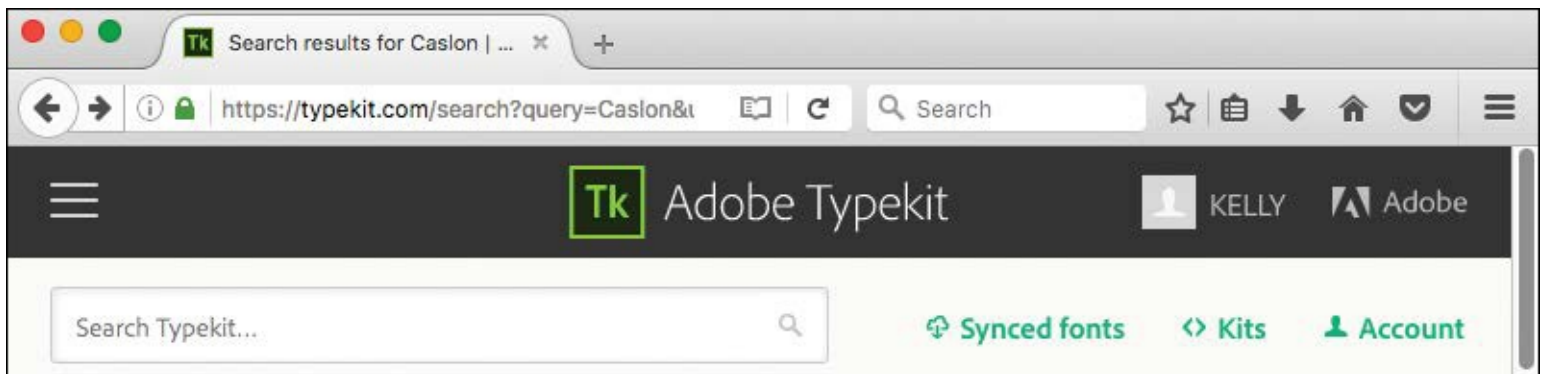 Tk Search results for Caslon | ...
https://typekit.com/search?query=Caslon&u Search
Tk Adobe Typekit KELLY Adobe
Search Typekit... Synced fonts <> Kits Account